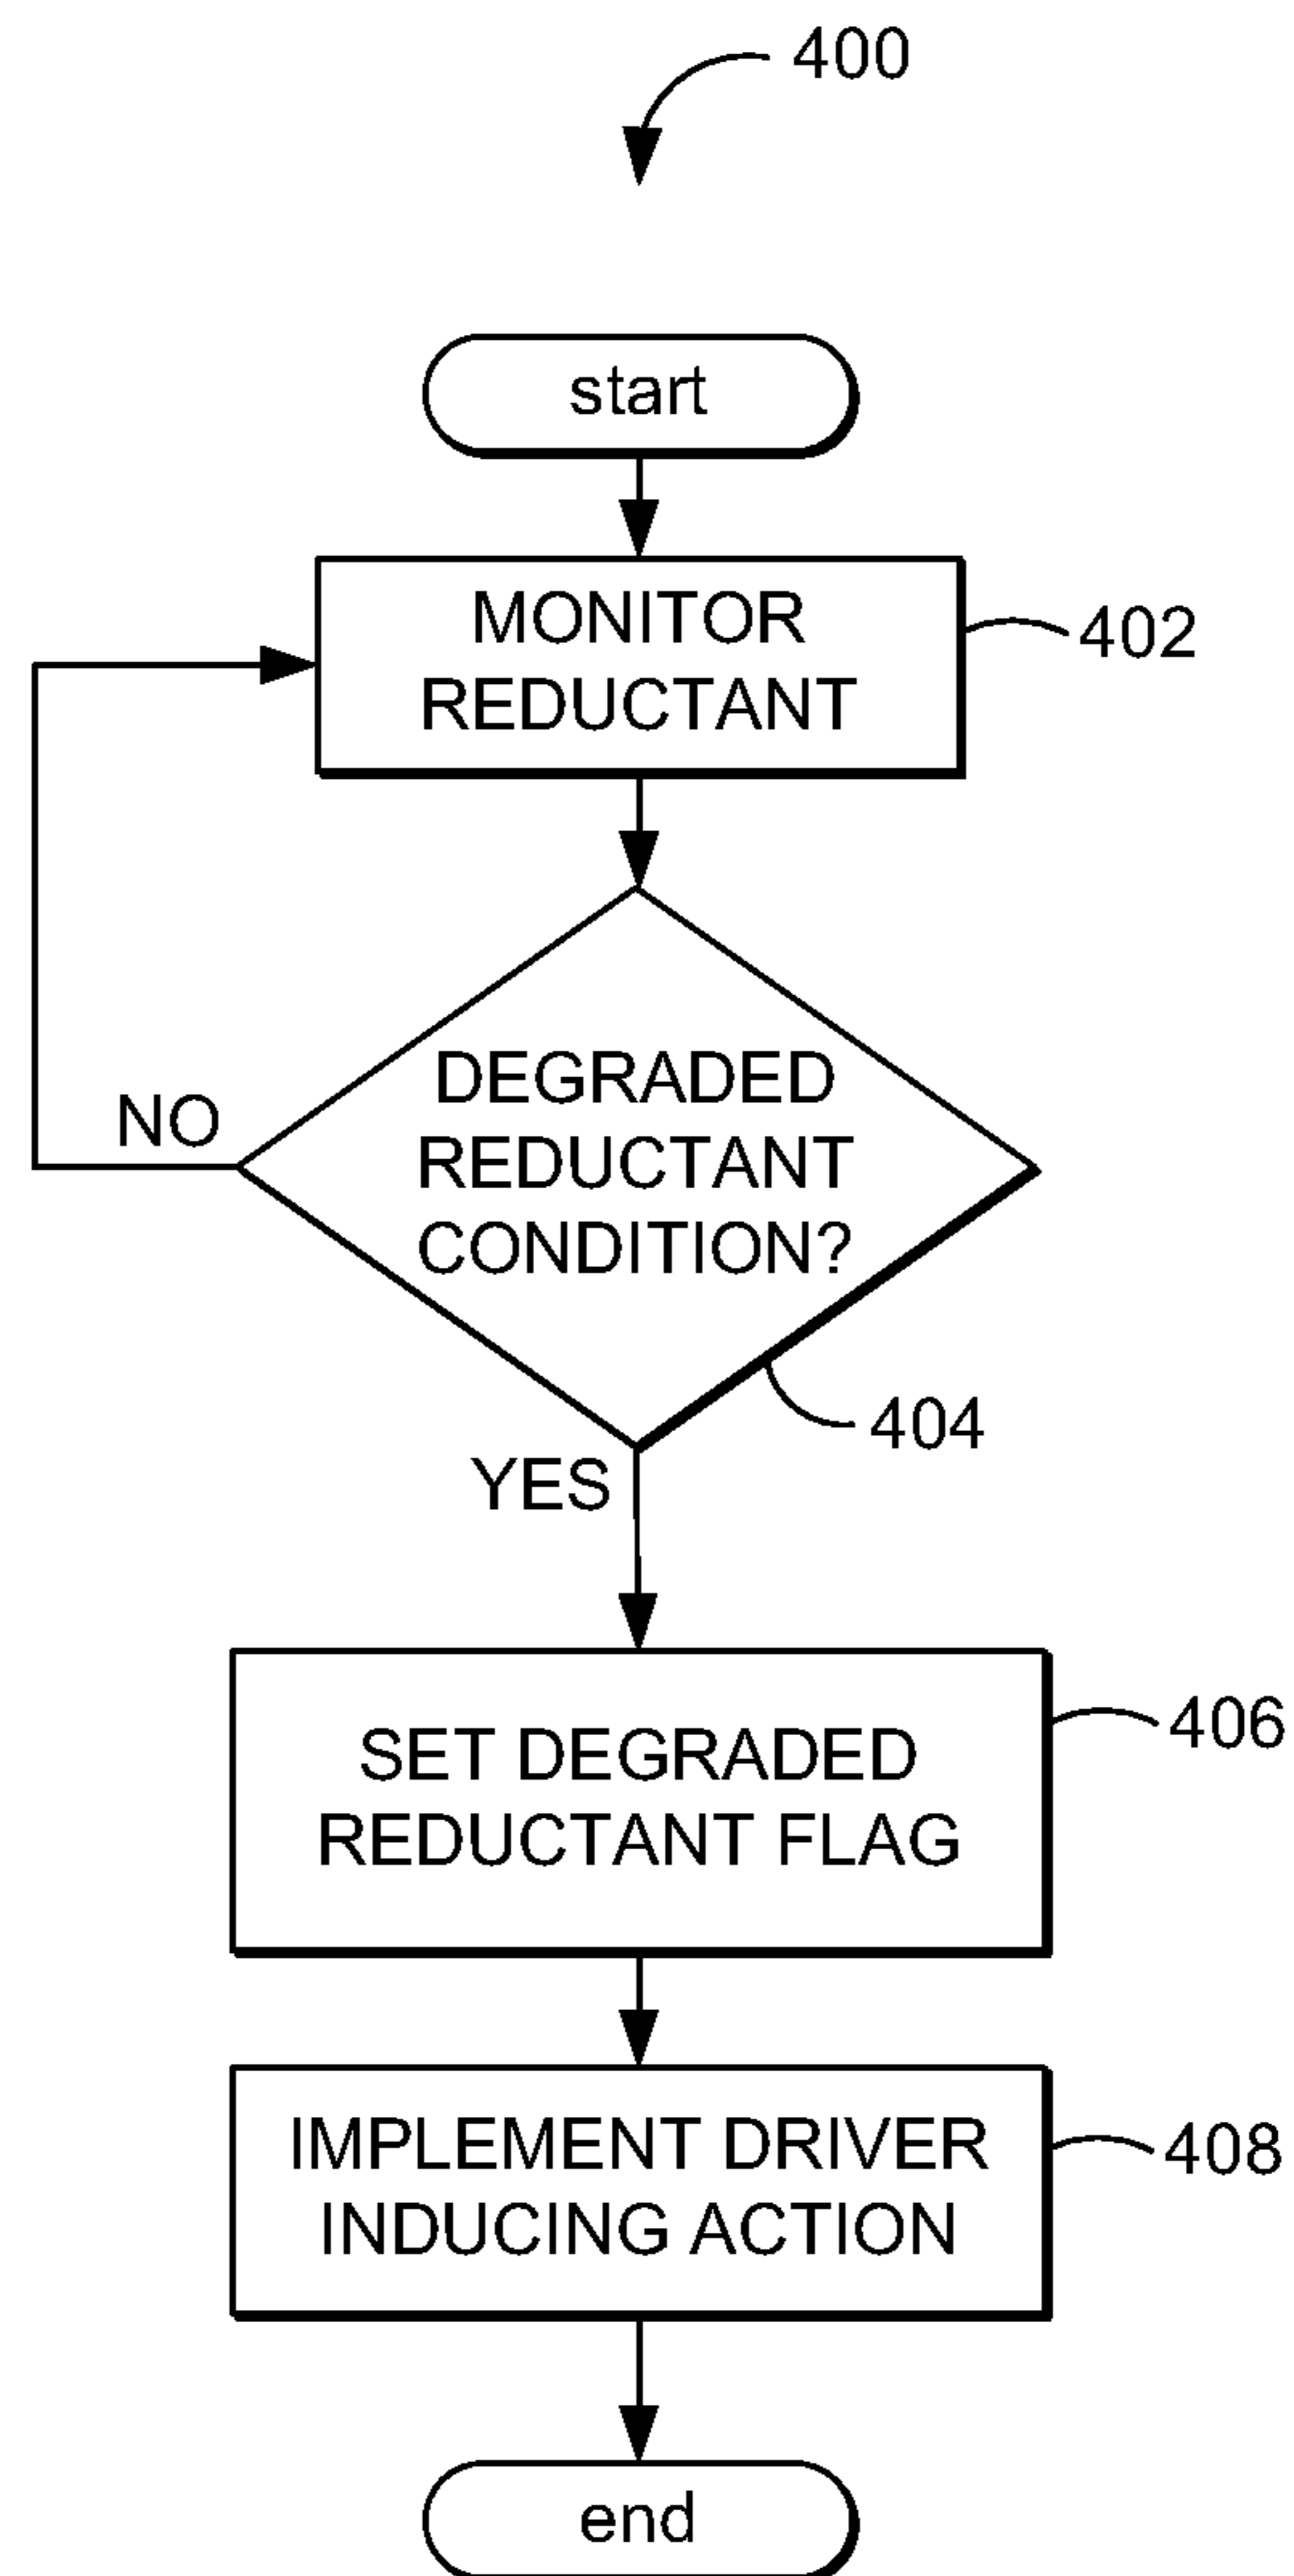 400
start
MONITOR
REDUCTANT
402
DEGRADED
REDUCTANT
CONDITION?
NO
404
YES
SET DEGRADED
REDUCTANT FLAG
406
IMPLEMENT DRIVER
INDUCING ACTION
408
end